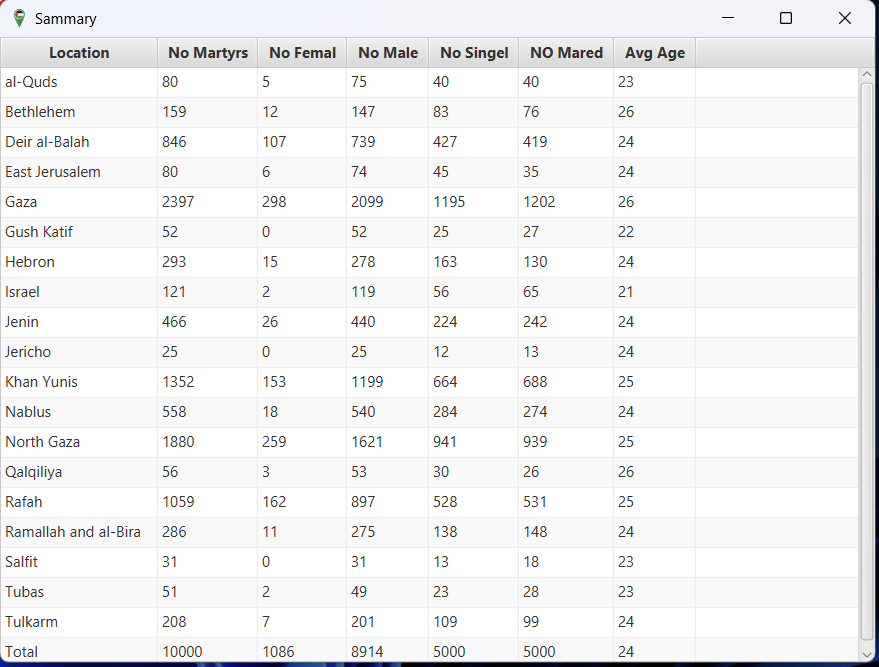 Summary
Location No Martyrs No Femal No Male No Singel NO Mared Avg Age
al-Quds 80 5 75 40 40 23
Bethlehem 159 12 147 83 76 26
Deir al-Balah 846 107 739 427 419 24
East Jerusalem 80 6 74 45 35 24
Gaza 2397 298 2099 1195 1202 26
Gush Katif 52 0 52 25 27 22
Hebron 293 15 278 163 130 24
Israel 121 2 119 56 65 21
Jenin 466 26 440 224 242 24
Jericho 25 0 25 12 13 24
Khan Yunis 1352 153 1199 664 688 25
Nablus 558 18 540 284 274 24
North Gaza 1880 259 1621 941 939 25
Qalqiliya 56 3 53 30 26 26
Rafah 1059 162 897 528 531 25
Ramallah and al-Bira 286 11 275 138 148 24
Salfit 31 0 31 13 18 23
Tubas 51 2 49 23 28 23
Tulkarm 208 7 201 109 99 24
Total 10000 1086 8914 5000 5000 24